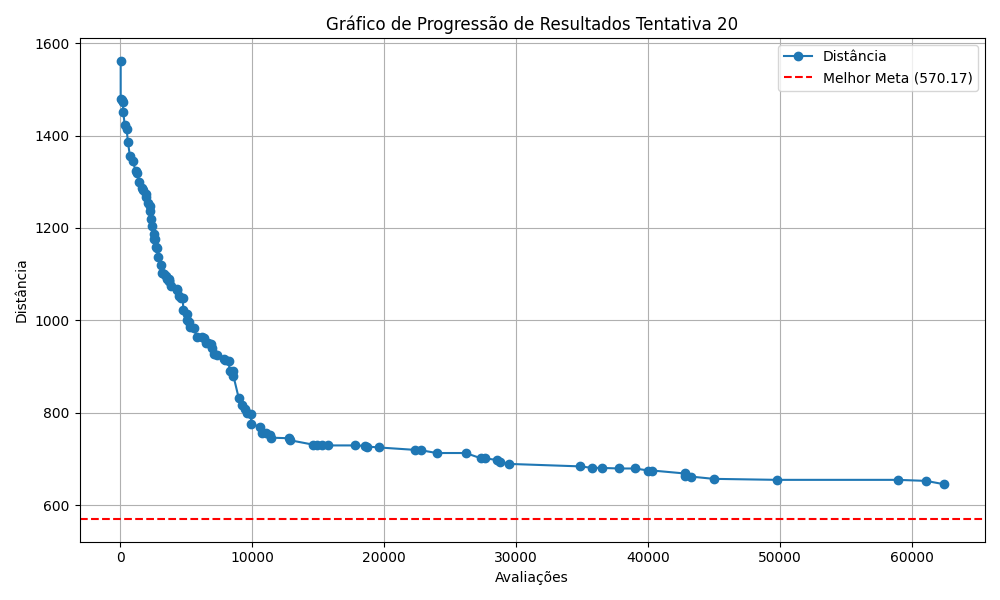 Gráfico de Progressão de Resultados Tentativa 20
Distância
Melhor Meta (570.17)
1600
1400
1200
1000
800
600
Distância
0
10000
20000
30000
40000
50000
60000
Avaliações